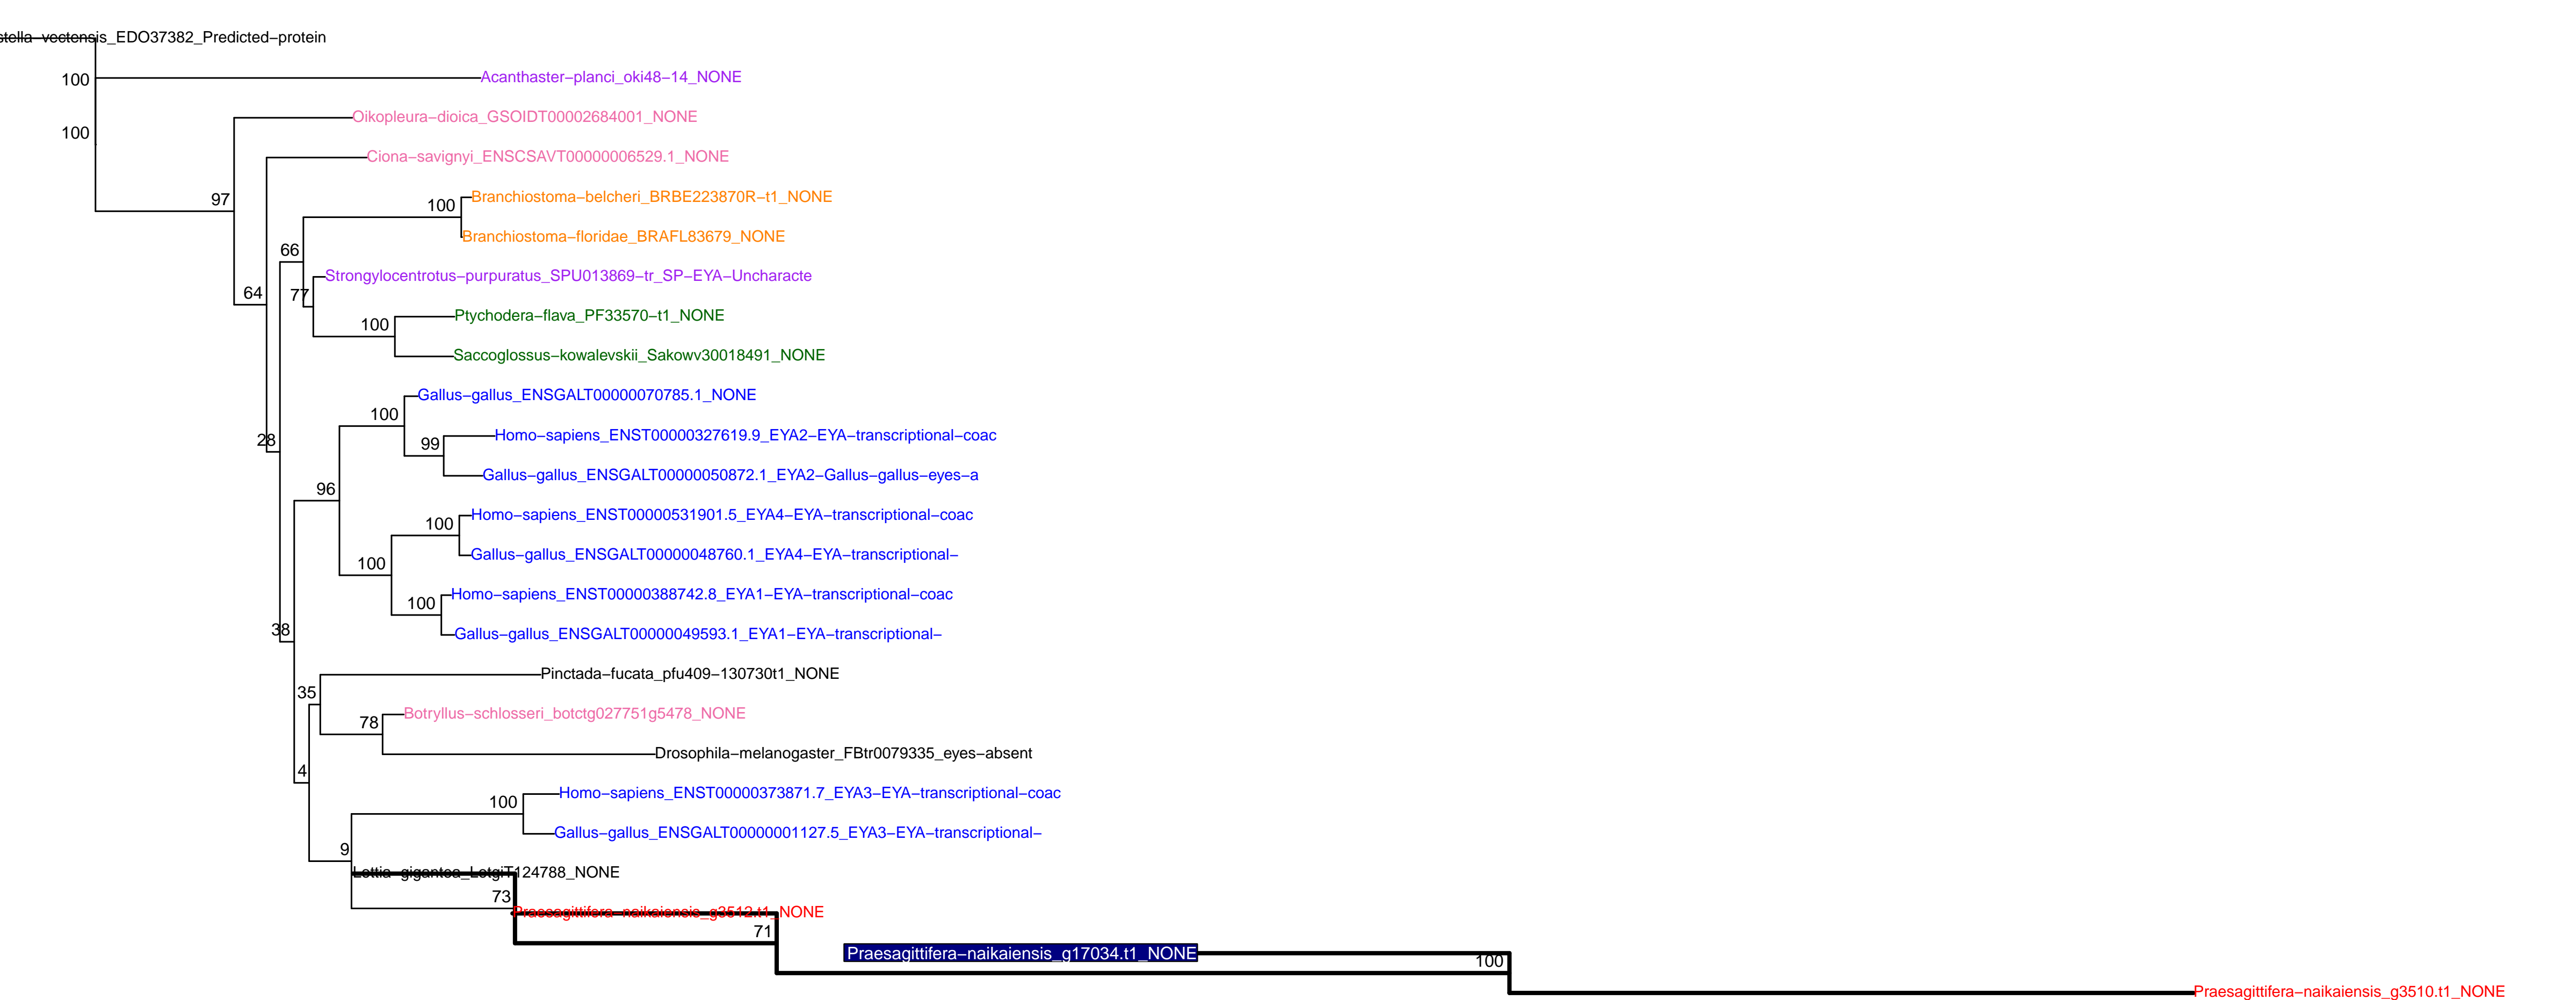 stella-vectensis_EDO37382_Predicted-protein
100
Acanthaster-planci_oki48-14_NONE
Oikopleura-dioica_GSOIDT00002684001_NONE
100
Ciona-savignyi_ENSCSAVT00000006529.1_NONE
97
Branchiostoma-belcheri_BRBE223870R-t1_NONE
100
Branchiostoma-floridae_BRAFL83679_NONE
66
Strongylocentrotus-purpuratus_SPU013869-tr_SP-EYA-Uncharacte
64
77
Ptychodera-flava_PF33570-t1_NONE
100
Saccoglossus-kowalevskii_Sakowv30018491_NONE
Gallus-gallus_ENSGALT00000070785.1_NONE
100
Homo-sapiens_ENST00000327619.9_EYA2-EYA-transcriptional-coac
28
99
Gallus-gallus_ENSGALT00000050872.1_EYA2-Gallus-gallus-eyes-a
96
Homo-sapiens_ENST00000531901.5_EYA4-EYA-transcriptional-coac
100
Gallus-gallus_ENSGALT00000048760.1_EYA4-EYA-transcriptional-
100
Homo-sapiens_ENST00000388742.8_EYA1-EYA-transcriptional-coac
100
38
Gallus-gallus_ENSGALT00000049593.1_EYA1-EYA-transcriptional-
Pinctada-fucata_pfu409-130730t1_NONE
35
Botryllus-schlosseri_botctg027751g5478_NONE
78
Drosophila-melanogaster_FBtr0079335_eyes-absent
4
Homo-sapiens_ENST00000373871.7_EYA3-EYA-transcriptional-coac
100
Gallus-gallus_ENSGALT00000001127.5_EYA3-EYA-transcriptional-
9
Lottia-gigantea_LotgiT124788_NONE
73
Praesagittifera-naikaiensis_g3512.t1_NONE
71
Praesagittifera-naikaiensis_g17034.t1_NONE
100
Praesagittifera-naikaiensis_g3510.t1_NONE